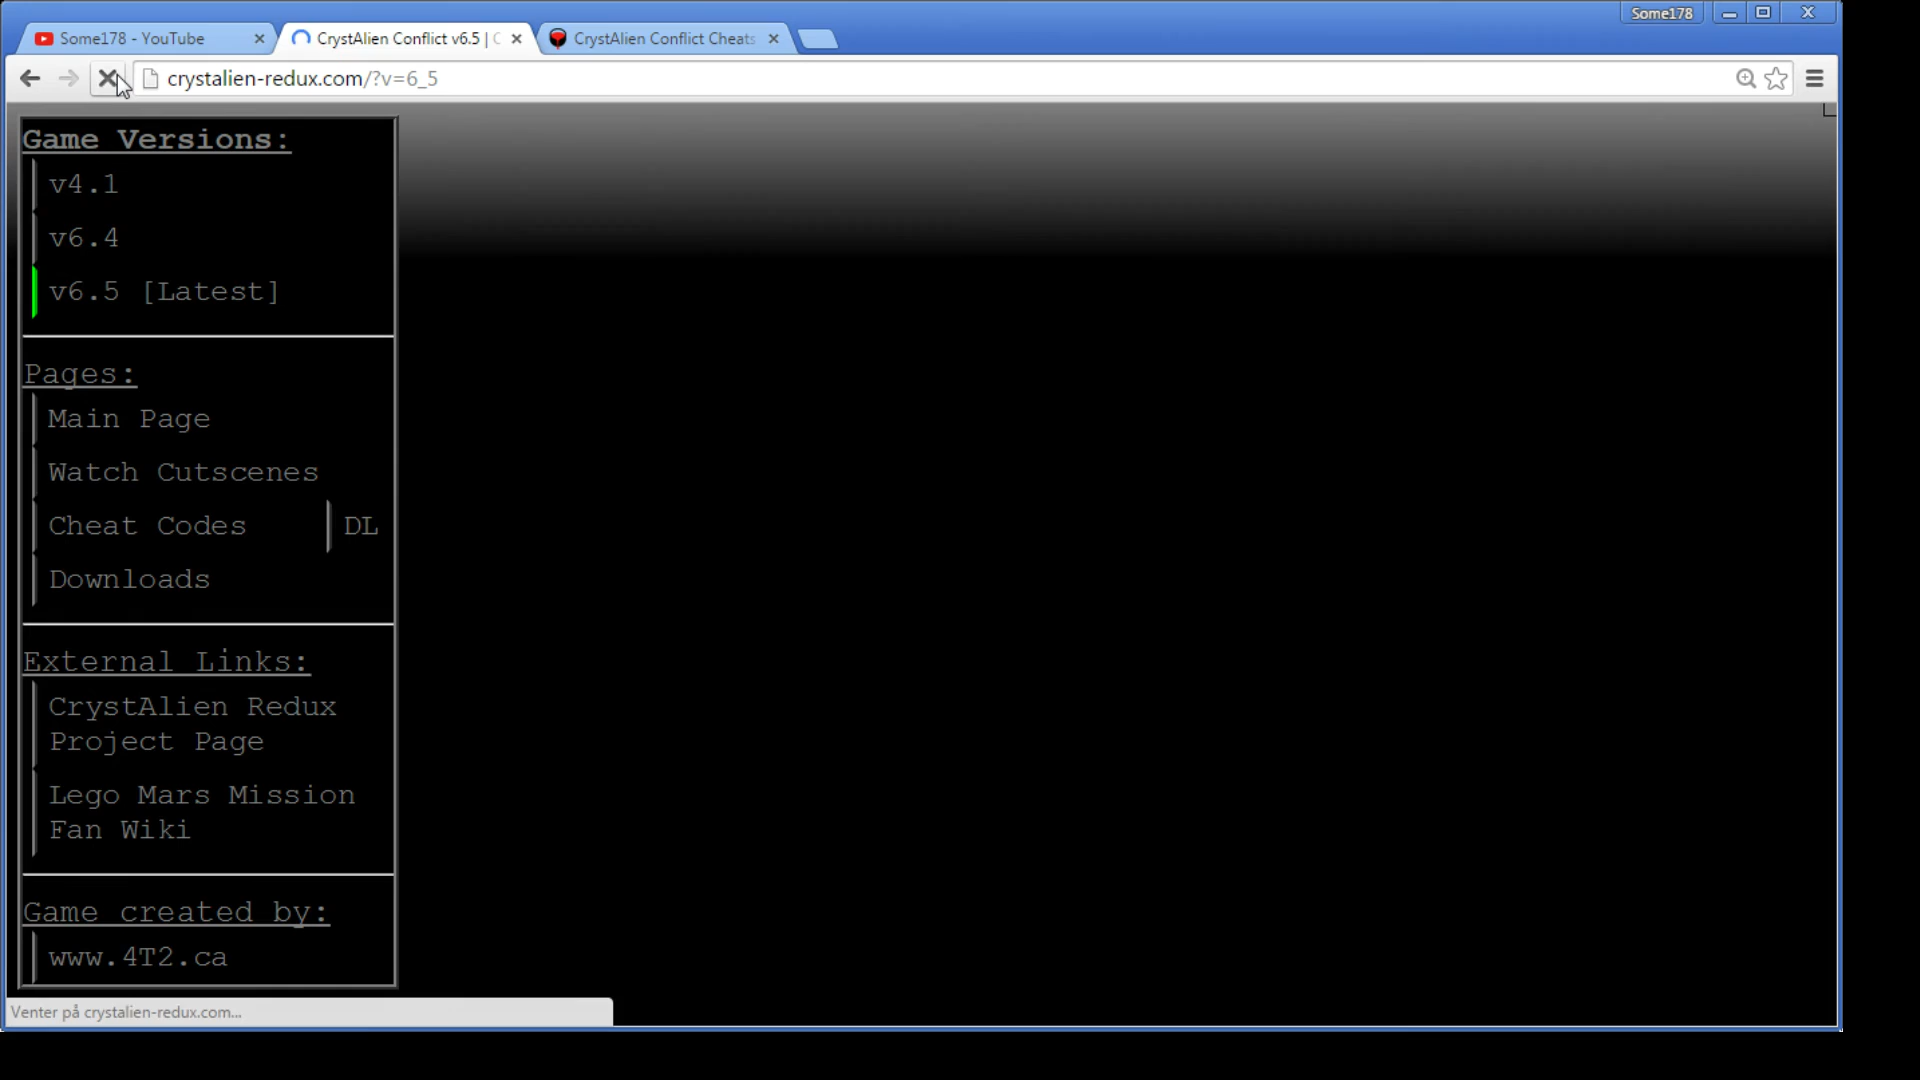 Some178
Some178 - YouTube
CrystAlien Conflict v6.5 | C
CrystAlien Conflict Cheats
crystalien-redux.com/?v=6_5
Game Versions:
v4.1
v6.4
v6.5 [Latest]
Pages:
Main Page
Watch Cutscenes
Cheat Codes
DL
Downloads
External Links:
CrystAlien Redux
Project Page
Lego Mars Mission
Fan Wiki
Game created by:
www.4T2.ca
Venter på crystalien-redux.com...